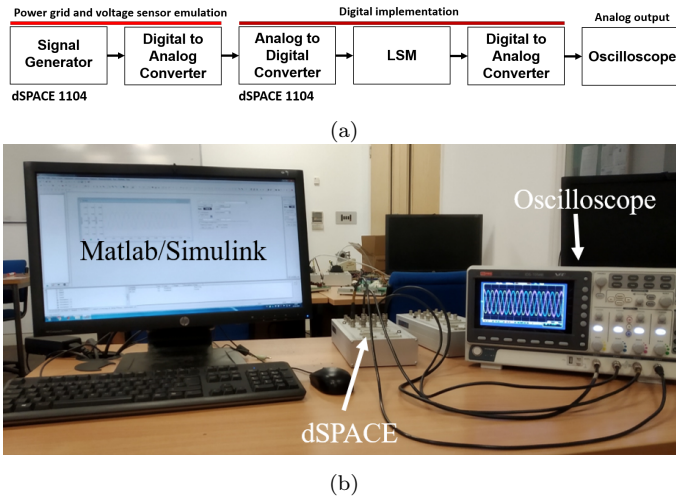 Power grid and voltage sensor emulation
Digital implementation
Analog output
Signal
Generator
Digital to
Analog
Converter
Analog to
Digital
Converter
LSM
Digital to
Analog
Converter
Oscilloscope
dSPACE 1104
dSPACE 1104
(a)
Matlab/Simulink
Oscilloscope
dSPACE
(b)